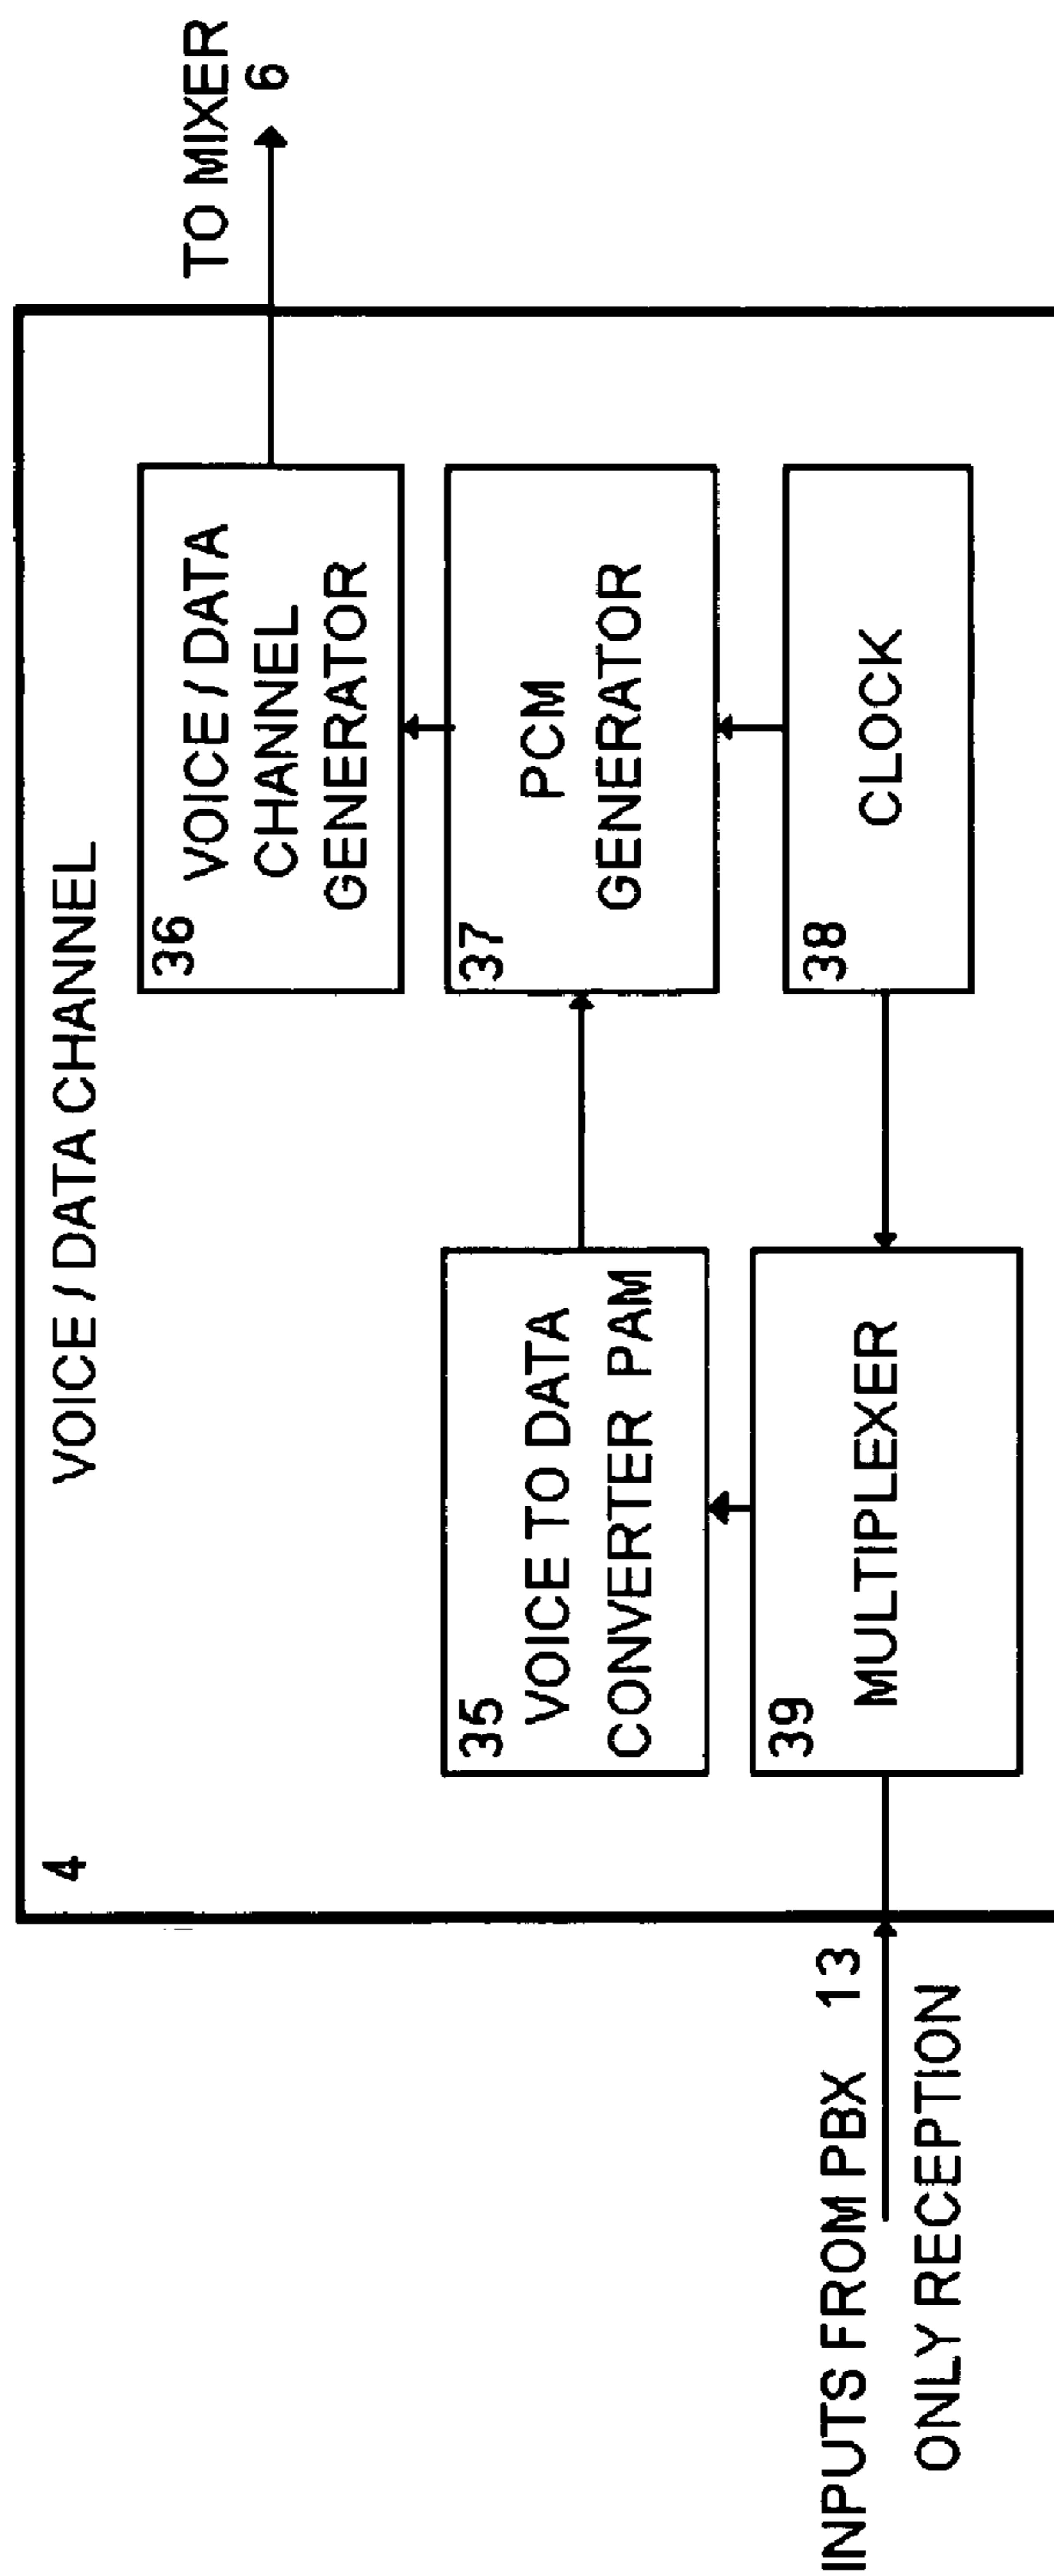 VOICE / DATA CHANNEL
4
TO MIXER
6
36
VOICE / DATA
CHANNEL
GENERATOR
35
VOICE TO DATA
CONVERTER PAM
37
PCM
GENERATOR
39
MULTIPLEXER
38
CLOCK
INPUTS FROM PBX 13
ONLY RECEPTION